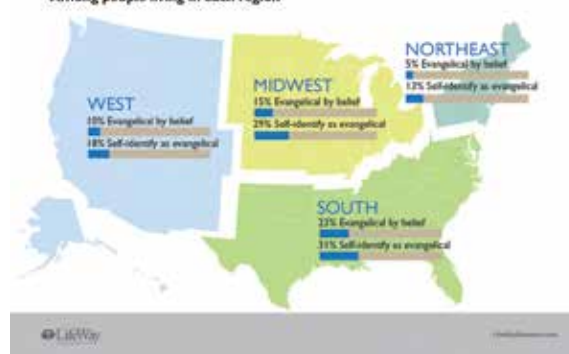 Among people living in each region
WEST
10% Evangelical by belief
18% Self-identify as evangelical
MIDWEST
15% Evangelical by belief
29% Self-identify as evangelical
NORTHEAST
5% Evangelical by belief
13% Self-identify as evangelical
SOUTH
23% Evangelical by belief
31% Self-identify as evangelical
LifeWay